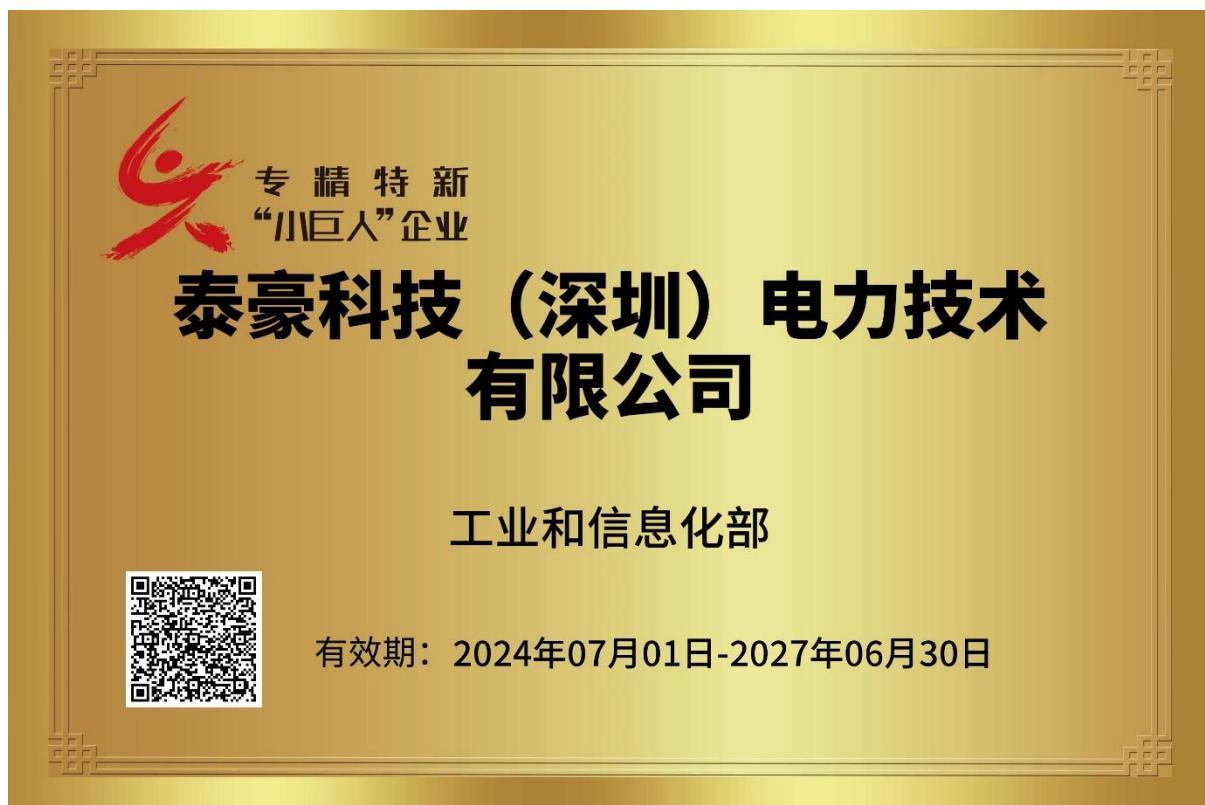 专精特新
“小巨人”企业
泰豪科技（深圳）电力技术
有限公司
工业和信息化部
有效期：2024年07月01日-2027年06月30日